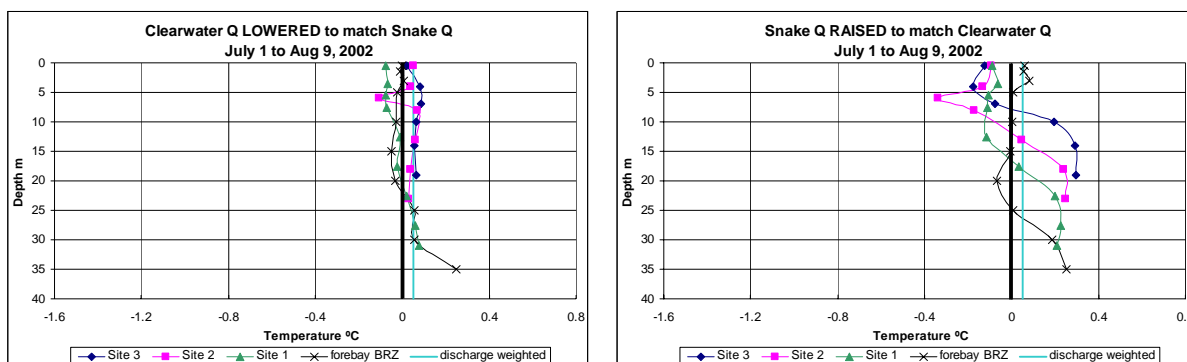 Clearwater Q LOWERED to match Snake Q
July 1 to Aug 9, 2002
0
5
10
15
20
25
30
35
40
Depth m
-1.6 -1.2 -0.8 -0.4 0 0.4 0.8
Temperature ºC
Site 3 Site 2 Site 1 forebay BRZ discharge weighted
Snake Q RAISED to match Clearwater Q
July 1 to Aug 9, 2002
0
5
10
15
20
25
30
35
40
Depth m
-1.6 -1.2 -0.8 -0.4 0 0.4 0.8
Temperature ºC
Site 3 Site 2 Site 1 forebay BRZ discharge weighted